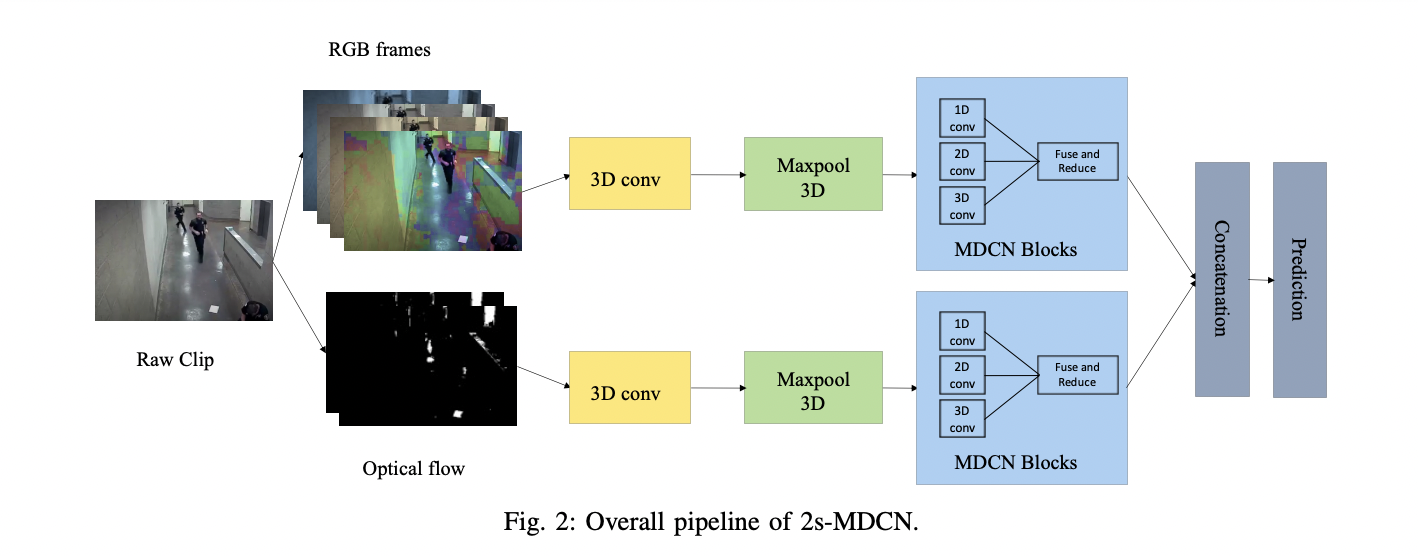 RGB frames
Raw Clip
3D conv
Maxpool
3D
1D
conv
2D
conv
3D
conv
Fuse and
Reduce
MDCN Blocks
Optical flow
3D conv
Maxpool
3D
1D
conv
2D
conv
3D
conv
Fuse and
Reduce
MDCN Blocks
Concatenation
Prediction
Fig. 2: Overall pipeline of 2s-MDCN.